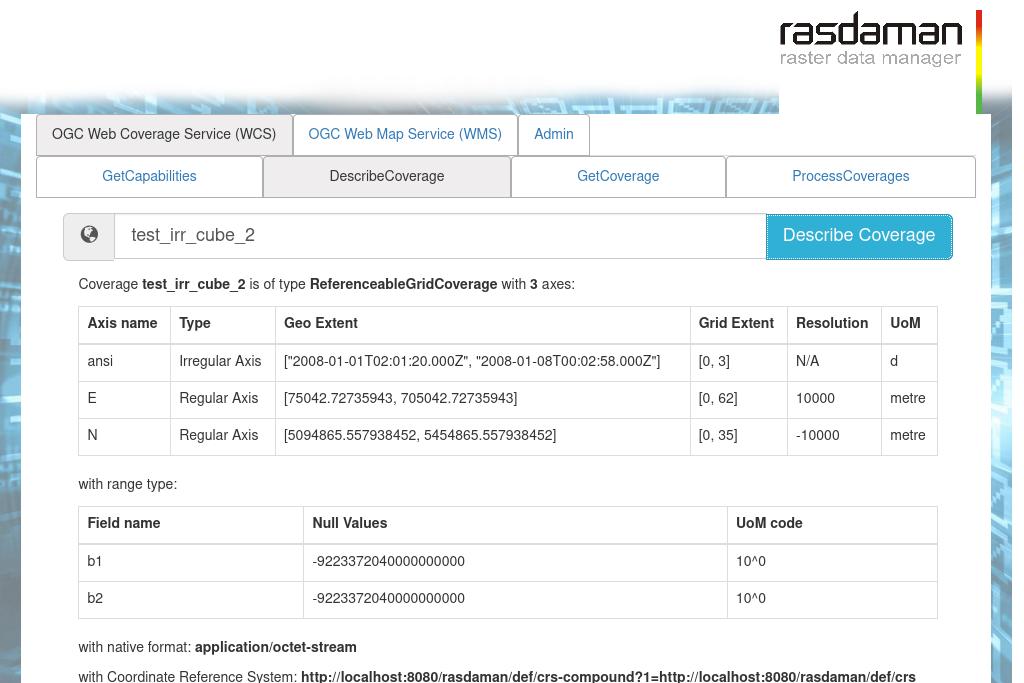 rasdaman
raster data manager
OGC Web Coverage Service (WCS) OGC Web Map Service (WMS) Admin
GetCapabilities DescribeCoverage GetCoverage ProcessCoverages
test_irr_cube_2 Describe Coverage
Coverage test_irr_cube_2 is of type ReferenceableGridCoverage with 3 axes:
Axis name Type Geo Extent Grid Extent Resolution UoM
ansi Irregular Axis ["2008-01-01T02:01:20.000Z", "2008-01-08T00:02:58.000Z"] [0, 3] N/A d
E Regular Axis [75042.72735943, 705042.72735943] [0, 62] 10000 metre
N Regular Axis [5094865.557938452, 5454865.557938452] [0, 35] -10000 metre
with range type:
Field name Null Values UoM code
b1 -9223372040000000000 10^0
b2 -9223372040000000000 10^0
with native format: application/octet-stream
with Coordinate Reference System: http://localhost:8080/rasdaman/def/crs-compound?1=http://localhost:8080/rasdaman/def/crs